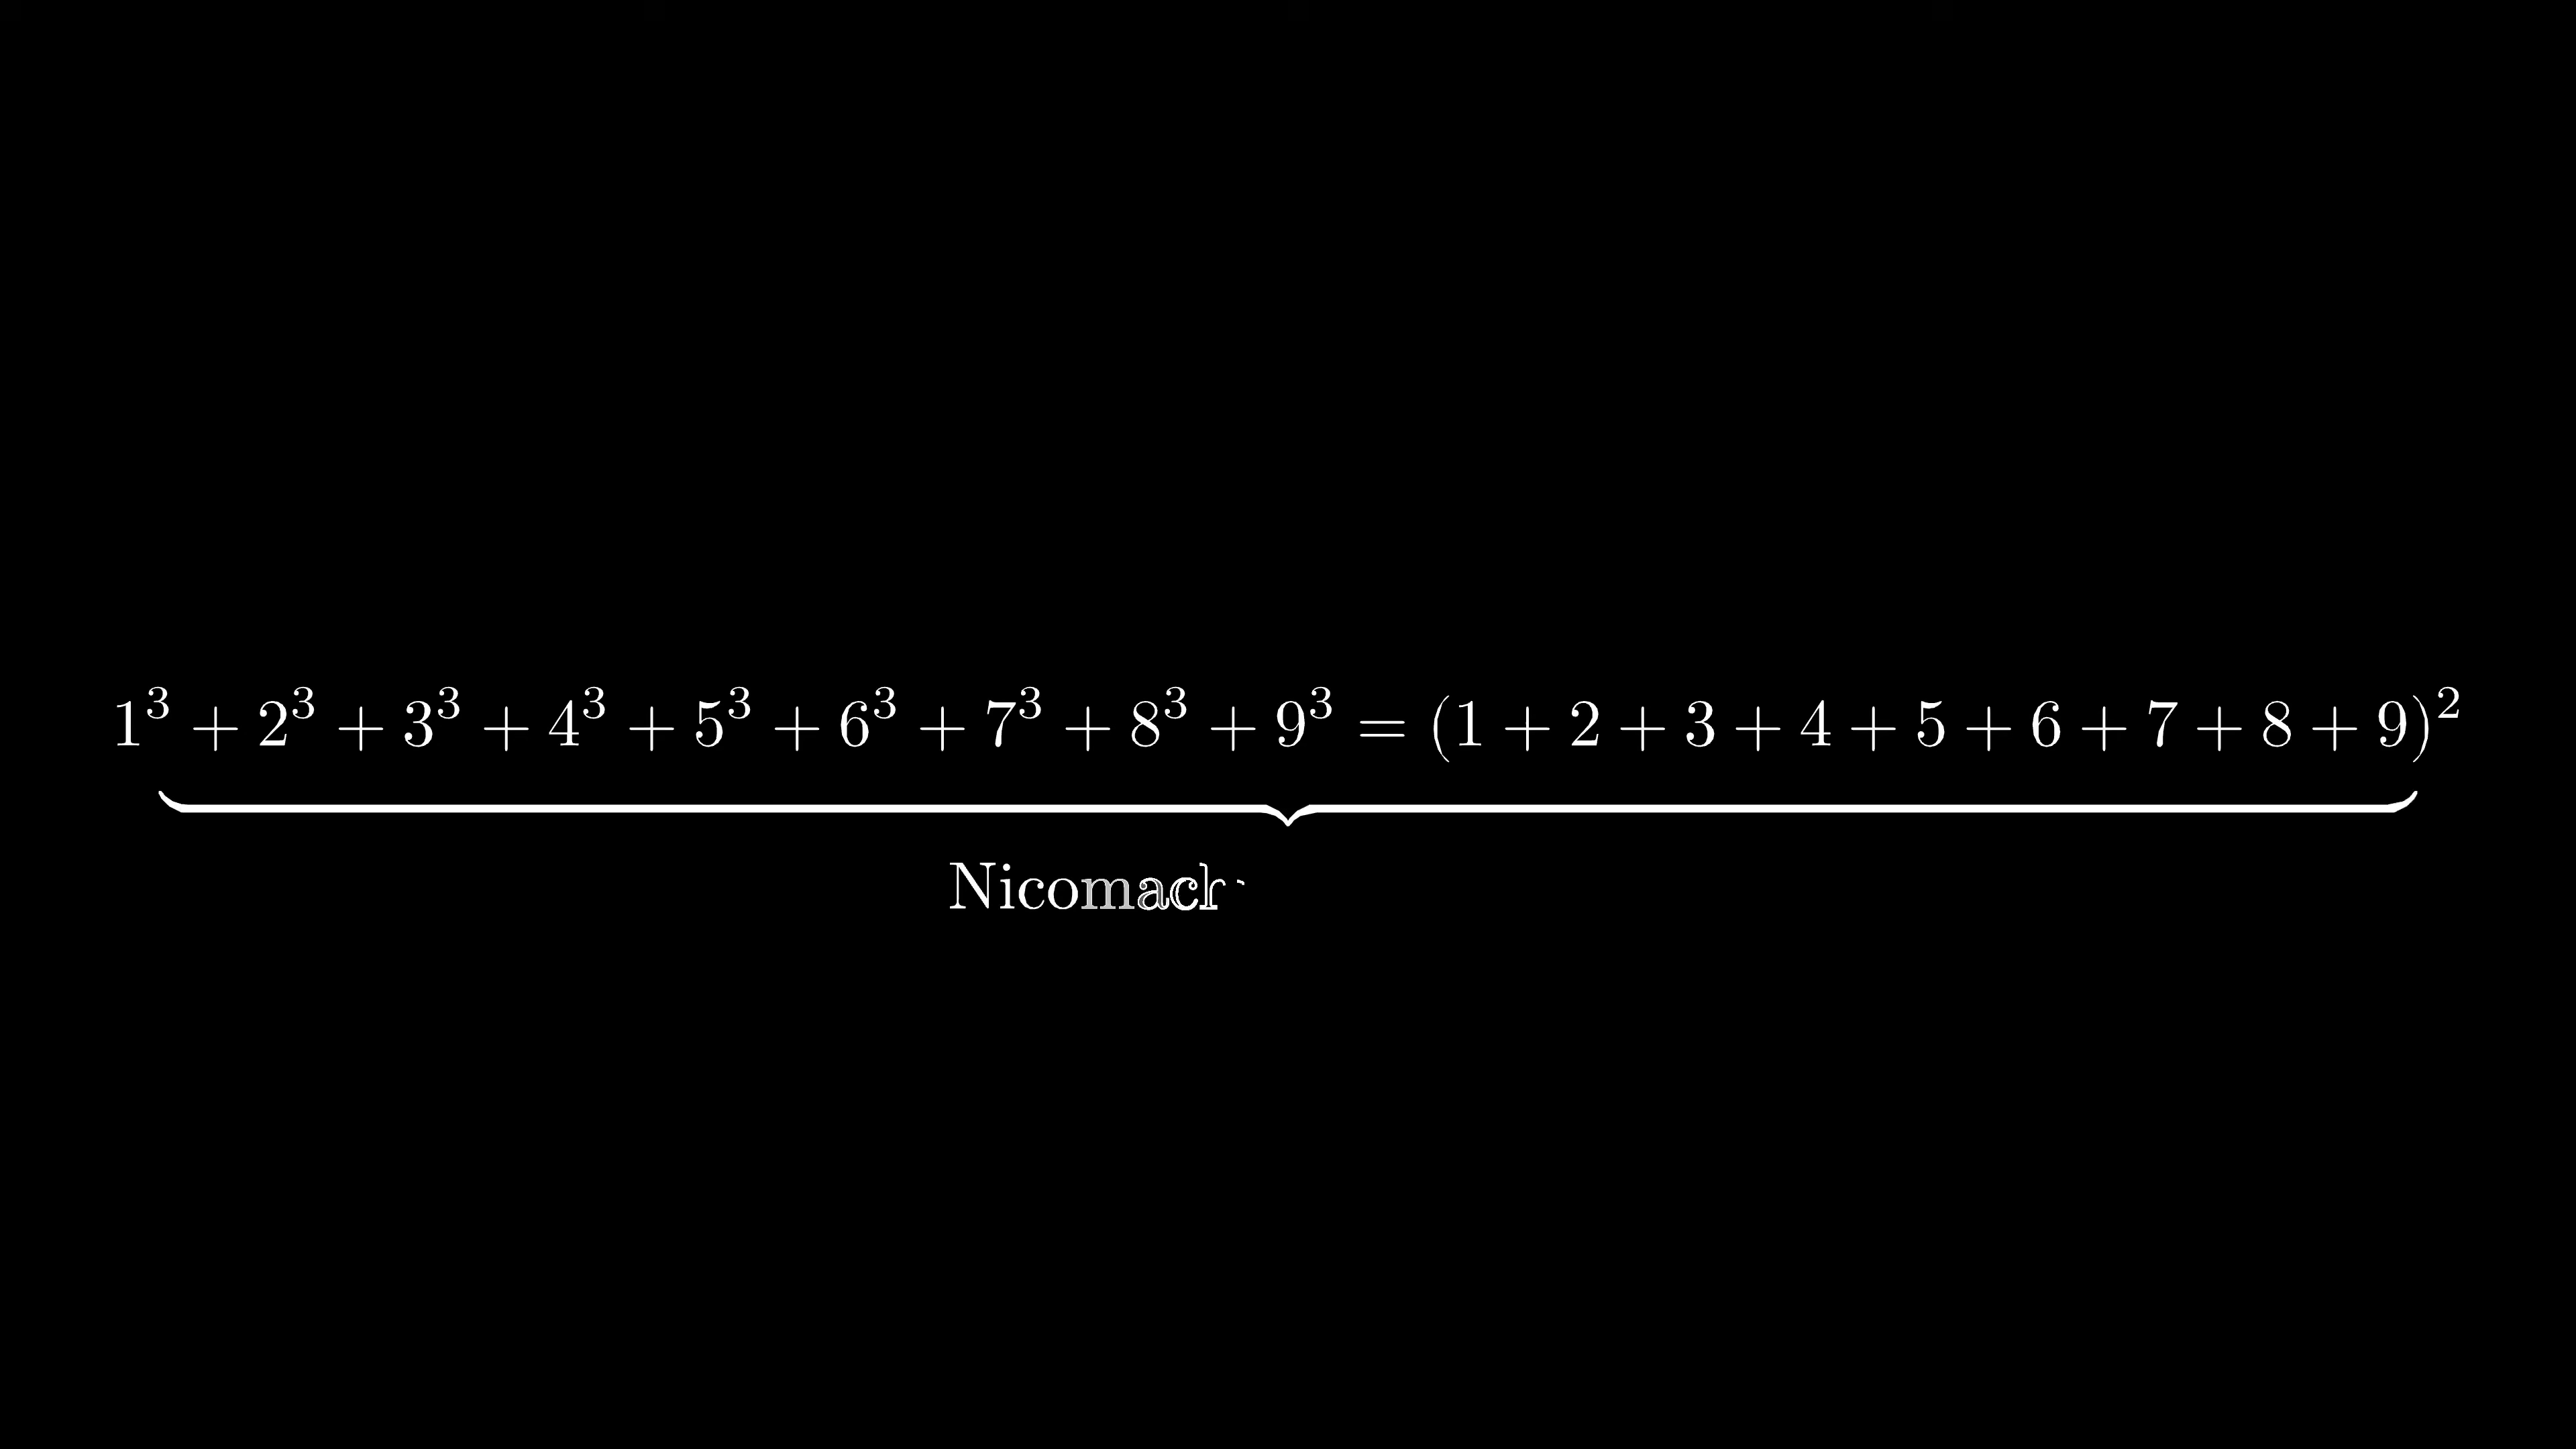 1³ + 2³ + 3³ + 4³ + 5³ + 6³ + 7³ + 8³ + 9³ = (1 + 2 + 3 + 4 + 5 + 6 + 7 + 8 + 9)²
Nicomach